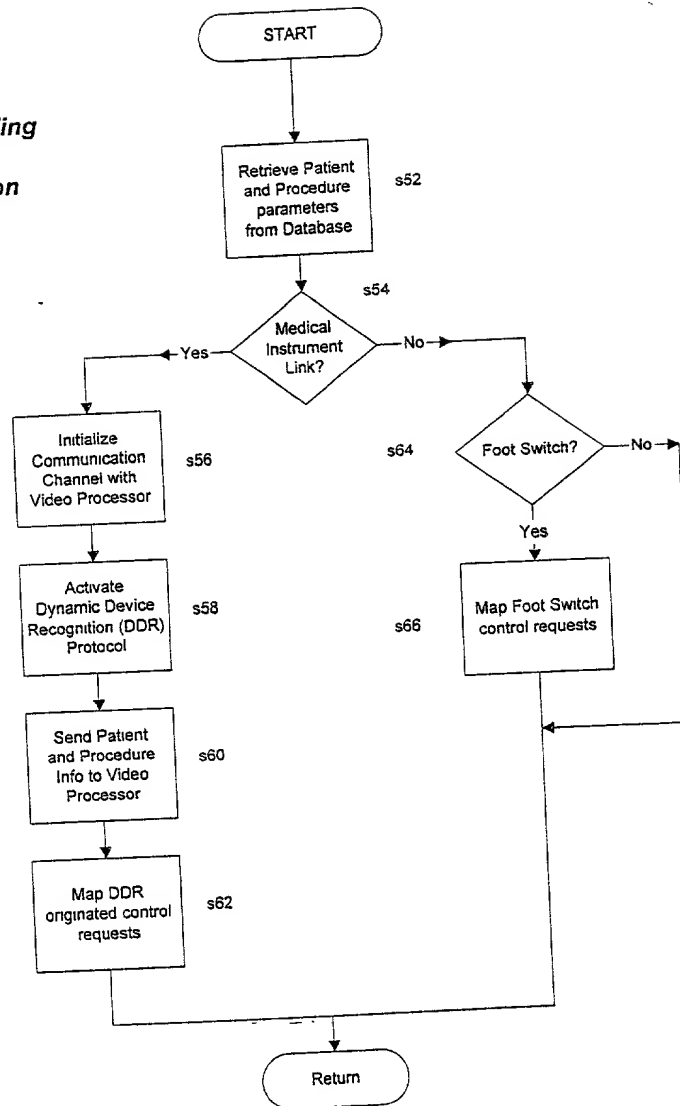 START
ing
on
Retrieve Patient
and Procedure
parameters
from Database
s52
s54
Medical
Instrument
Link?
Yes
No
Initialize
Communication
Channel with
Video Processor
s56
s64
Foot Switch?
No
Yes
Activate
Dynamic Device
Recognition (DDR)
Protocol
s58
Map Foot Switch
control requests
s66
Send Patient
and Procedure
Info to Video
Processor
s60
Map DDR
originated control
requests
s62
Return